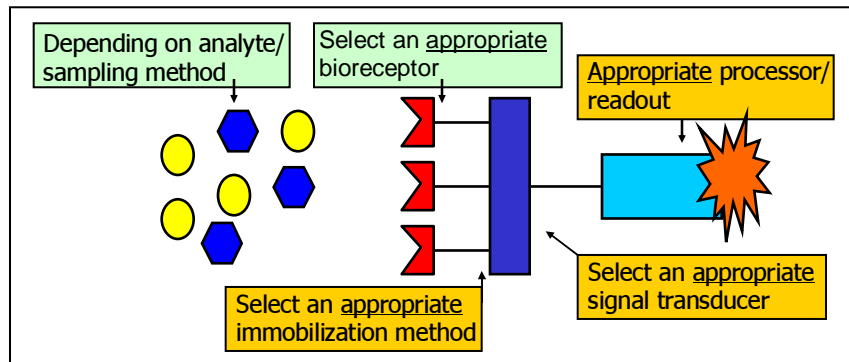 Depending on analyte/
sampling method
Select an appropriate
bioreceptor
Appropriate processor/
readout
Select an appropriate
immobilization method
Select an appropriate
signal transducer